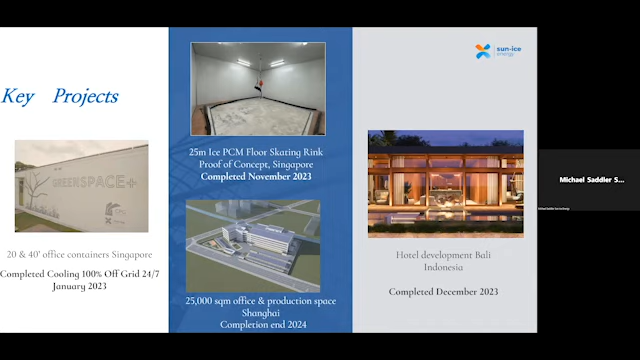 Key Projects
GREENSPACE+
20 & 40' office containers Singapore
Completed Cooling 100% Off Grid 24/7
January 2023
25m Ice PCM Floor Skating Rink
Proof of Concept, Singapore
Completed November 2023
25,000 sqm office & production space
Shanghai
Completion end 2024
sun-ice
energy
Hotel development Bali
Indonesia
Completed December 2023
Michael Saddler S...